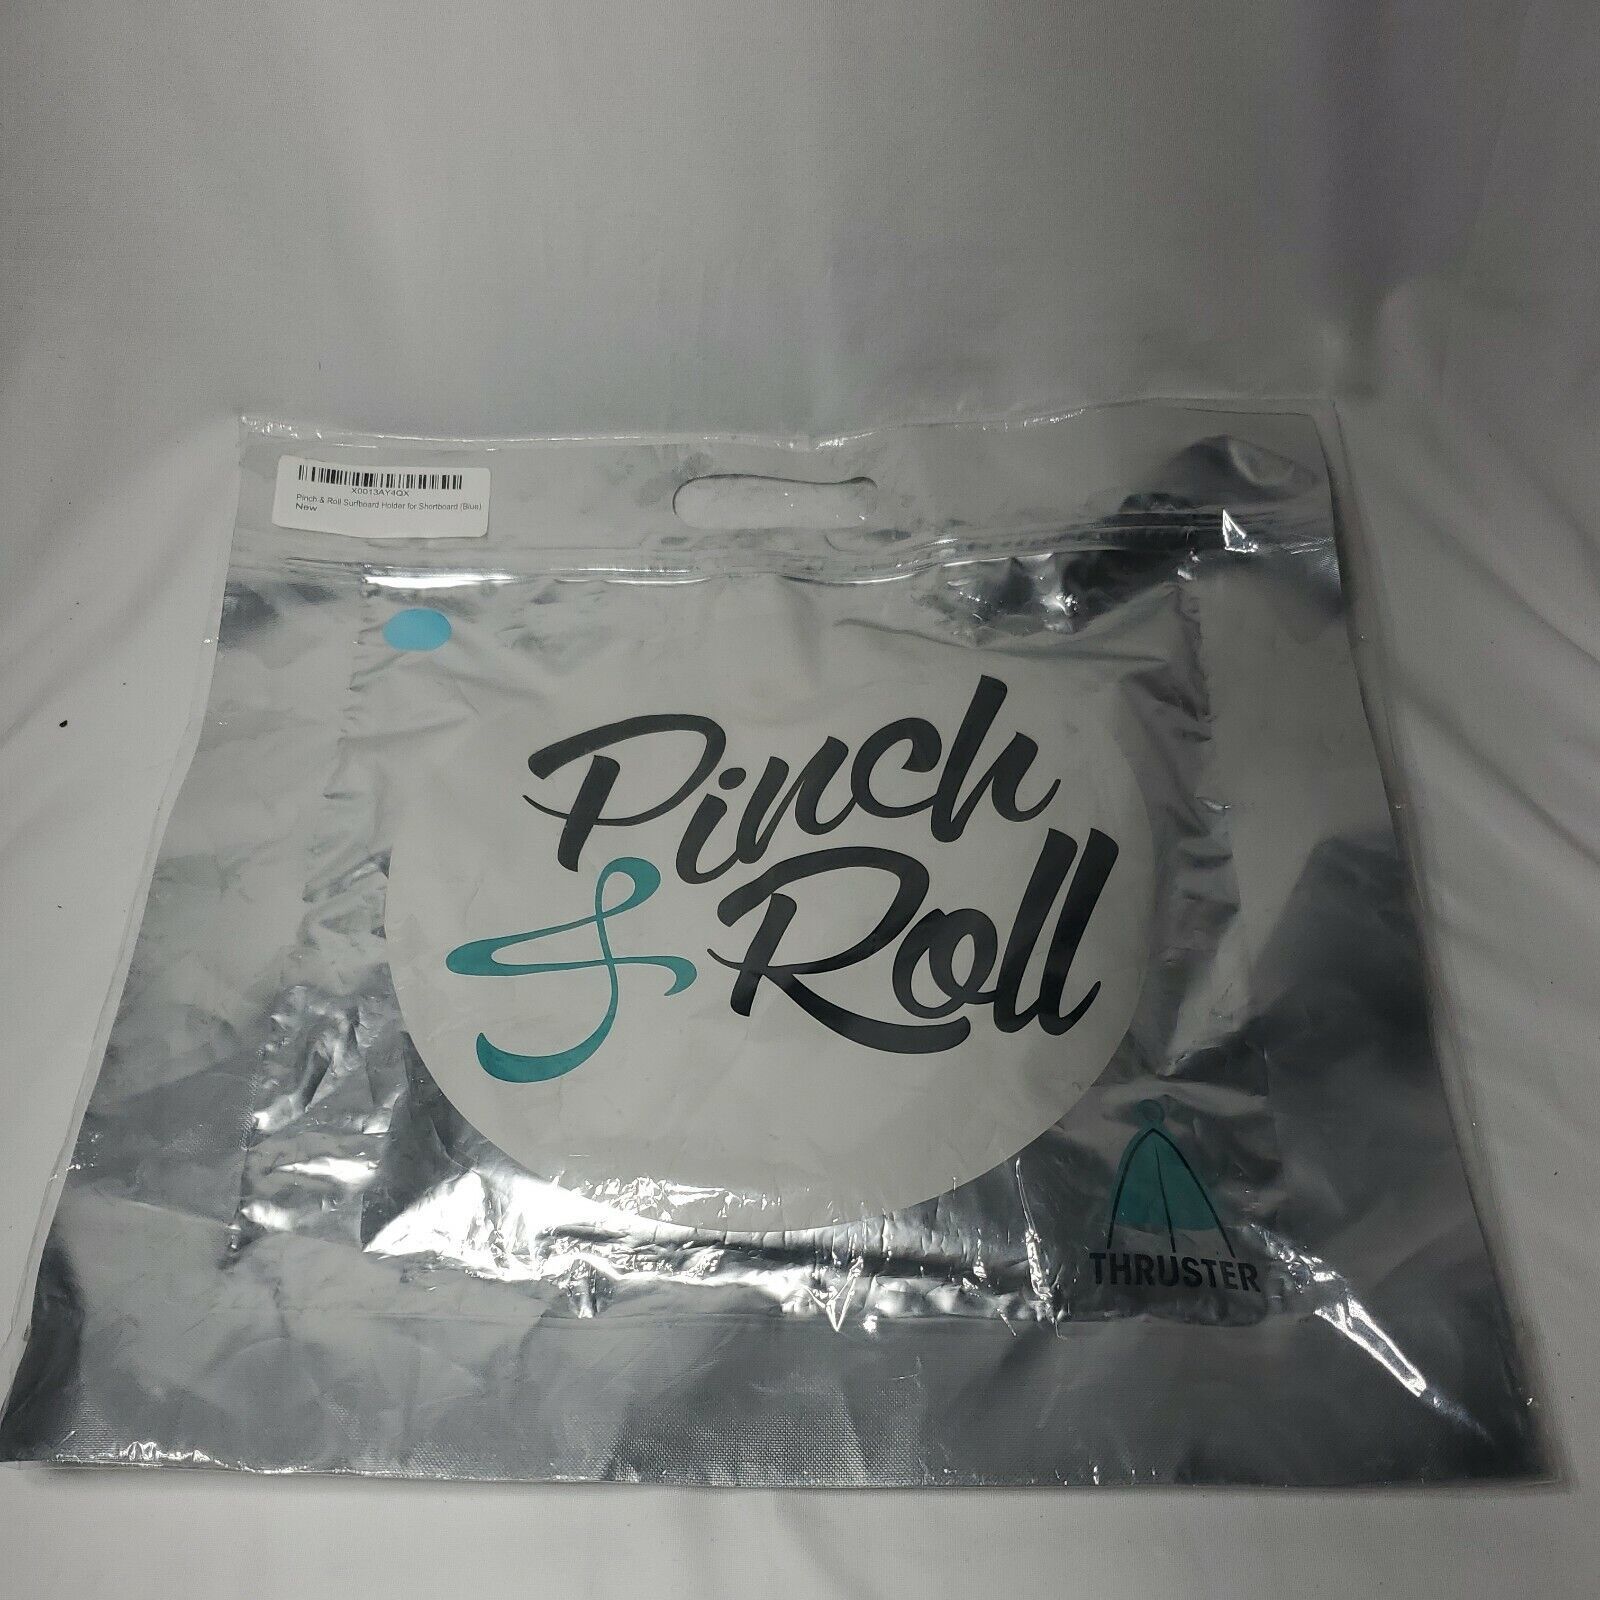 X0013AY4QX
Pinch & Roll Surfboard Holder for Shortboard (Blue)
New
Pinch
& Roll
THRUSTER